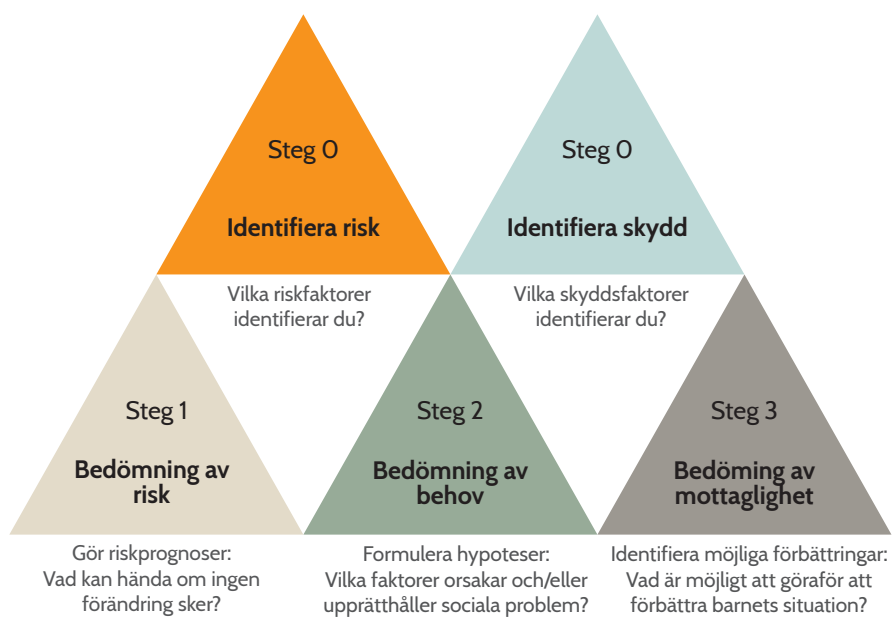 Steg 0
Identifiera risk
Vilka riskfaktorer
identifierar du?
Steg 0
Identifiera skydd
Vilka skyddsfaktorer
identifierar du?
Steg 1
Bedömning av
risk
Gör riskprognoser:
Vad kan hända om ingen
förändring sker?
Steg 2
Bedömning av
behov
Formulera hypoteser:
Vilka faktorer orsakar och/eller
upprätthåller sociala problem?
Steg 3
Bedöming av
mottaglighet
Identifiera möjliga förbättringar:
Vad är möjligt att göraför att
förbättra barnets situation?